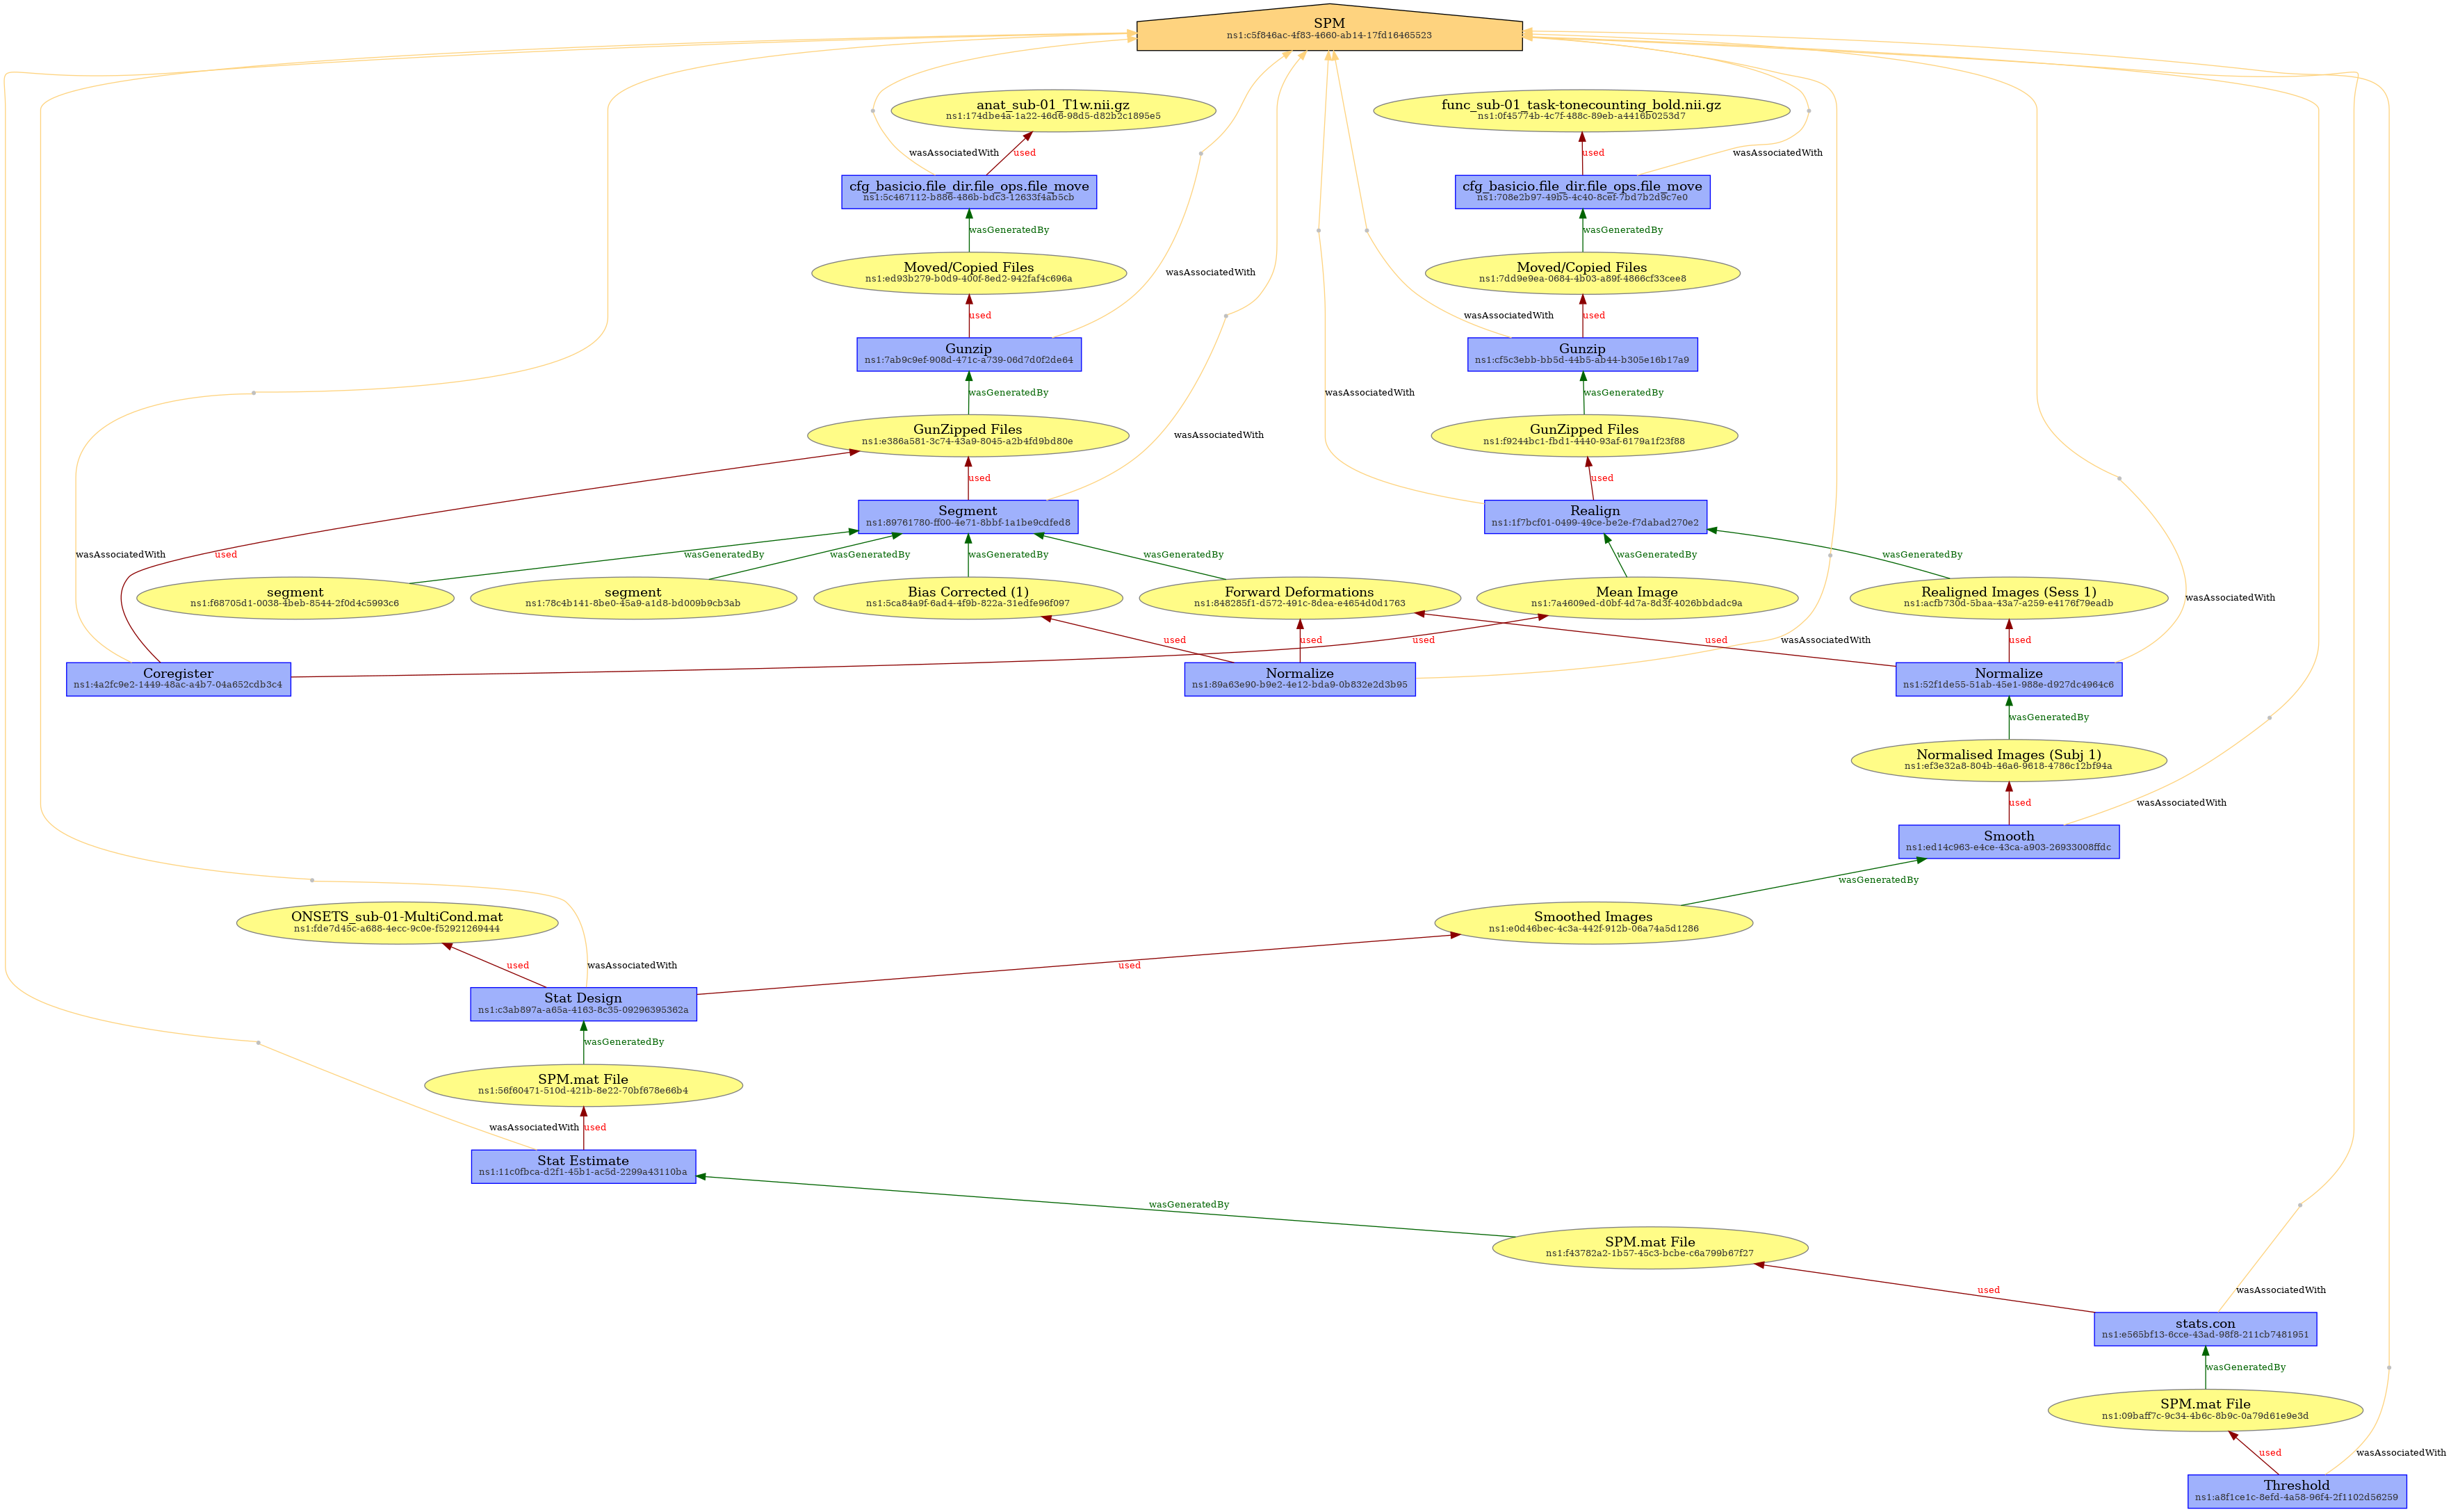 SPM
ns1:c5f846ac-4f83-4660-ab14-17fd16465523
anat_sub-01_T1w.nii.gz
ns1:174dbe4a-1a22-46d6-98d5-d82b2c1895e5
func_sub-01_task-tonecounting_bold.nii.gz
ns1:0f45774b-4c7f-488c-89eb-a4416b0253d7
wasAssociatedWith
used
used
wasAssociatedWith
cfg_basicio.file_dir.file_ops.file_move
ns1:5c467112-b886-486b-bdc3-12633f4ab5cb
cfg_basicio.file_dir.file_ops.file_move
ns1:708e2b97-49b5-4c40-8cef-7bd7b2d9c7e0
wasGeneratedBy
wasGeneratedBy
Moved/Copied Files
ns1:ed93b279-b0d9-400f-8ed2-942faf4c696a
wasAssociatedWith
Moved/Copied Files
ns1:7dd9e9ea-0684-4b03-a89f-4866cf33cee8
used
wasAssociatedWith
used
Gunzip
ns1:7ab9c9ef-908d-471c-a739-06d7d0f2de64
Gunzip
ns1:cf5c3ebb-bb5d-44b5-ab44-b305e16b17a9
wasGeneratedBy
wasAssociatedWith
wasGeneratedBy
GunZipped Files
ns1:e386a581-3c74-43a9-8045-a2b4fd9bd80e
wasAssociatedWith
GunZipped Files
ns1:f9244bc1-fbd1-4440-93af-6179a1f23f88
used
used
Segment
ns1:89761780-ff00-4e71-8bbf-1a1be9cdfed8
Realign
ns1:1f7bcf01-0499-49ce-be2e-f7dabad270e2
wasAssociatedWith
used
wasGeneratedBy
wasGeneratedBy
wasGeneratedBy
wasGeneratedBy
wasGeneratedBy
wasGeneratedBy
segment
ns1:f68705d1-0038-4beb-8544-2f0d4c5993c6
segment
ns1:78c4b141-8be0-45a9-a1d8-bd009b9cb3ab
Bias Corrected (1)
ns1:5ca84a9f-6ad4-4f9b-822a-31edfe96f097
Forward Deformations
ns1:848285f1-d572-491c-8dea-e4654d0d1763
Mean Image
ns1:7a4609ed-d0bf-4d7a-8d3f-4026bbdadc9a
Realigned Images (Sess 1)
ns1:acfb730d-5baa-43a7-a259-e4176f79eadb
wasAssociatedWith
used
used
used
used
wasAssociatedWith
used
Coregister
ns1:4a2fc9e2-1449-48ac-a4b7-04a652cdb3c4
Normalize
ns1:89a63e90-b9e2-4e12-bda9-0b832e2d3b95
Normalize
ns1:52f1de55-51ab-45e1-988e-d927dc4964c6
wasGeneratedBy
Normalised Images (Subj 1)
ns1:ef3e32a8-804b-46a6-9618-4786c12bf94a
used
wasAssociatedWith
Smooth
ns1:ed14c963-e4ce-43ca-a903-26933008ffdc
wasGeneratedBy
ONSETS_sub-01-MultiCond.mat
ns1:fde7d45c-a688-4ecc-9c0e-f52921269444
Smoothed Images
ns1:e0d46bec-4c3a-442f-912b-06a74a5d1286
used
wasAssociatedWith
used
Stat Design
ns1:c3ab897a-a65a-4163-8c35-09296395362a
wasGeneratedBy
SPM.mat File
ns1:56f60471-510d-421b-8e22-70bf678e66b4
wasAssociatedWith
used
Stat Estimate
ns1:11c0fbca-d2f1-45b1-ac5d-2299a43110ba
wasGeneratedBy
SPM.mat File
ns1:f43782a2-1b57-45c3-bcbe-c6a799b67f27
used
wasAssociatedWith
stats.con
ns1:e565bf13-6cce-43ad-98f8-211cb7481951
wasGeneratedBy
SPM.mat File
ns1:09baff7c-9c34-4b6c-8b9c-0a79d61e9e3d
used
wasAssociatedWith
Threshold
ns1:a8f1ce1c-8efd-4a58-96f4-2f1102d56259